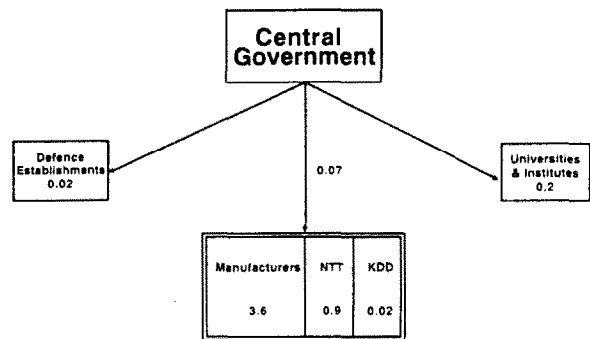 Central
Government
Defence
Establishments
0.02
0.07
Universities
& Institutes
0.2
Manufacturers NTT KDD
3.6 0.9 0.02